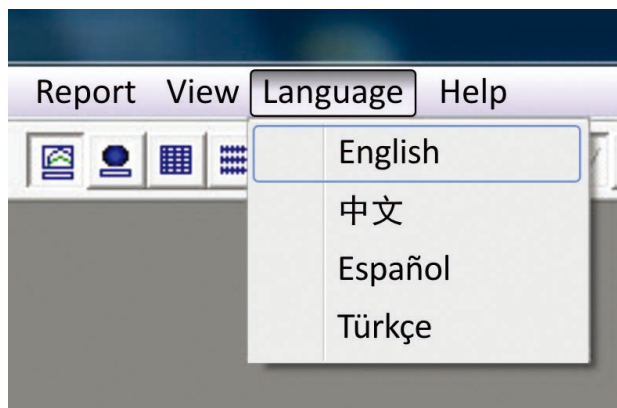 Report View Language Help
English
中文
Español
Türkçe